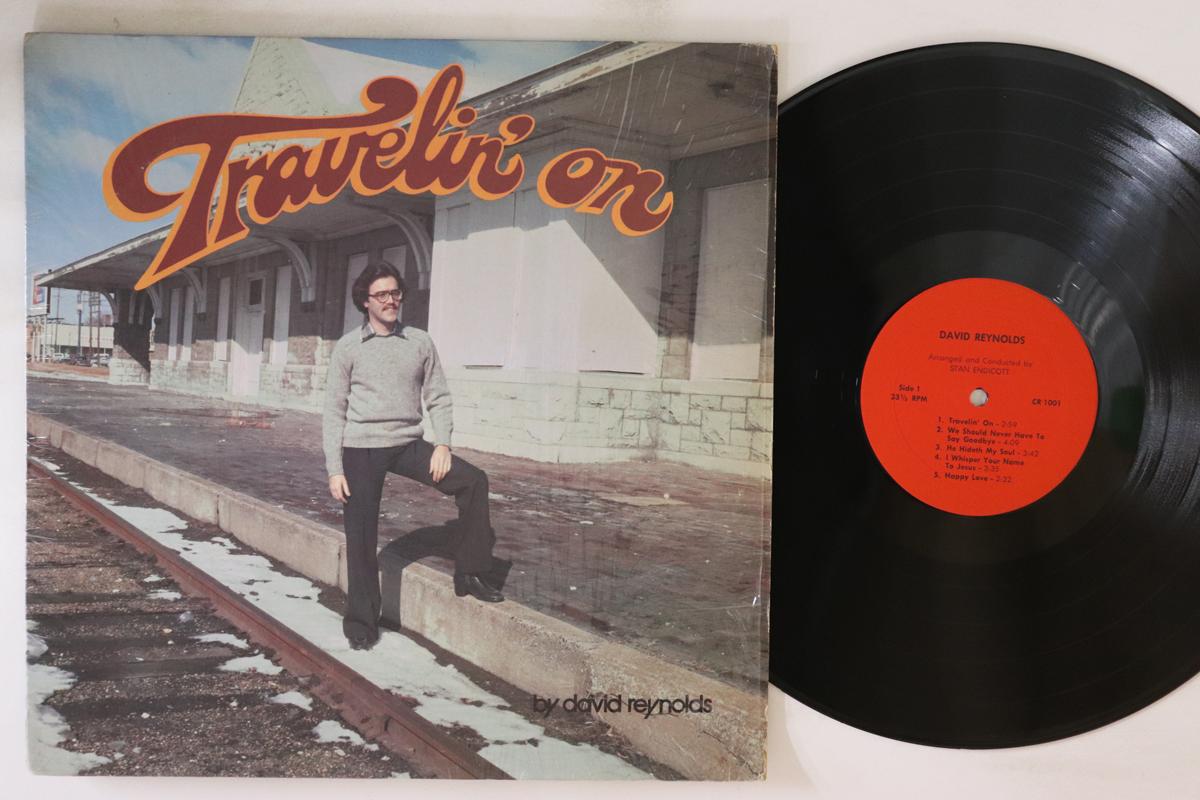 Travelin' on
by david reynolds
DAVID REYNOLDS
Arranged and Conducted by
STAN ENDICOTT
Side 1
33⅓ RPM
CR 1001
1. Travelin' On - 2:59
2. We Should Never Have To
Say Goodbye - 4:09
3. He Hideth My Soul - 3:42
4. I Whisper Your Name
To Jesus - 3:35
5. Happy Love - 2:22